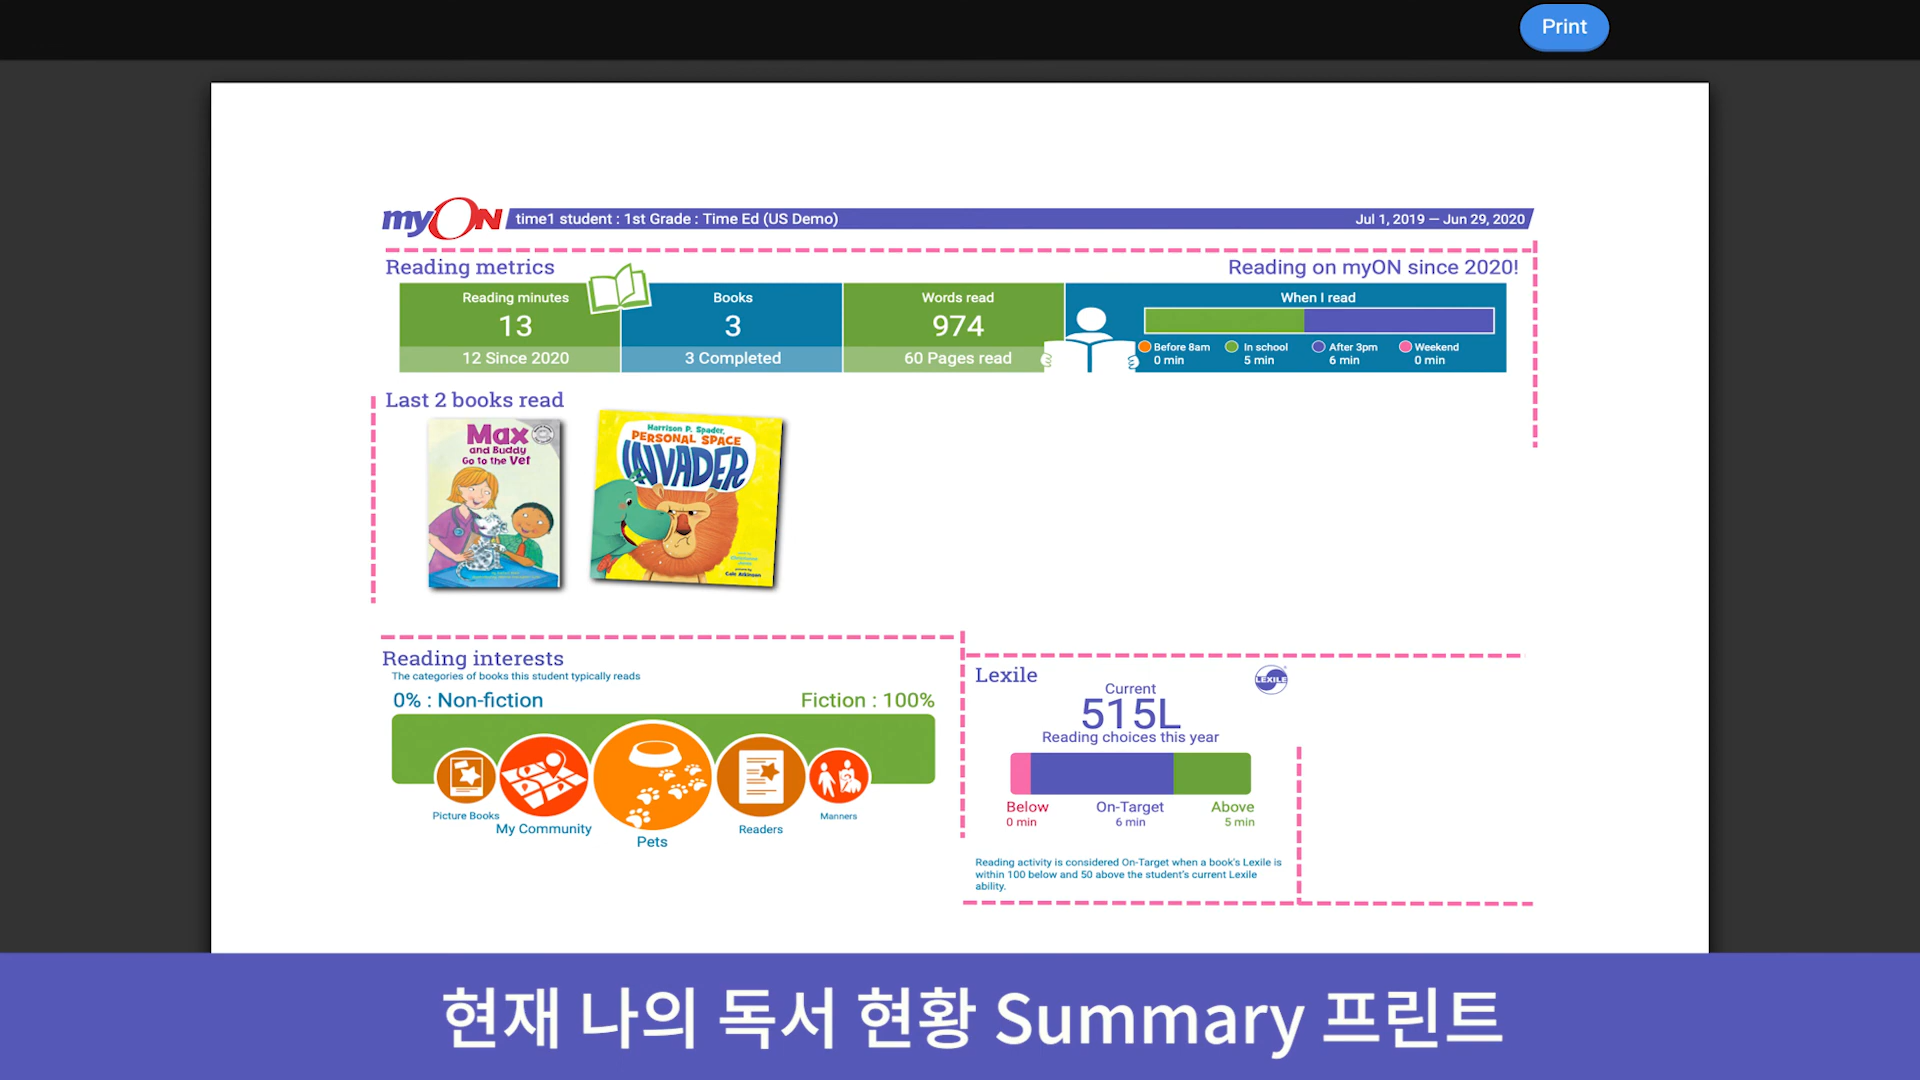 Print
myON time1 student : 1st Grade : Time Ed (US Demo) Jul 1, 2019 — Jun 29, 2020
Reading metrics
Reading on myON since 2020!
Reading minutes
13
12 Since 2020
Books
3
3 Completed
Words read
974
60 Pages read
When I read
Before 8am
0 min
In school
5 min
After 3pm
6 min
Weekend
0 min
Last 2 books read
Max
and Buddy
Go to the Vet
Harrison P. Spader,
PERSONAL SPACE
INVADER
Cale Atkinson
Reading interests
The categories of books this student typically reads
0% : Non-fiction
Fiction : 100%
Picture Books
My Community
Pets
Readers
Manners
Lexile
LEXILE
Current
515L
Reading choices this year
Below
0 min
On-Target
6 min
Above
5 min
Reading activity is considered On-Target when a book's Lexile is
within 100 below and 50 above the student's current Lexile
ability.
현재 나의 독서 현황 Summary 프린트